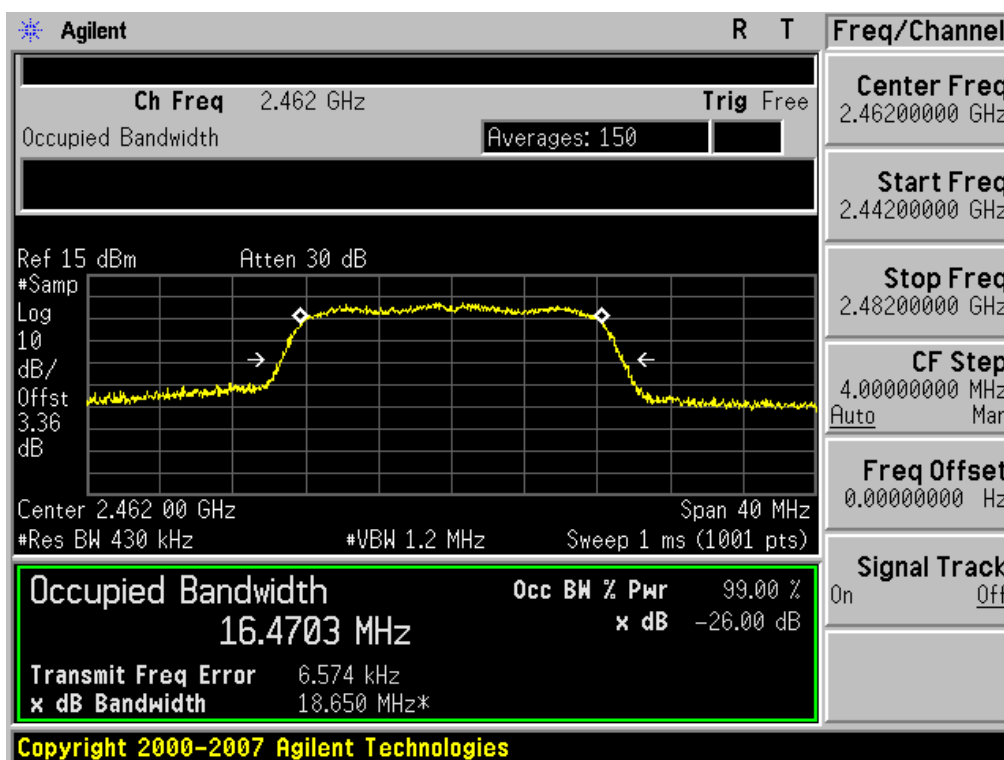 Agilent R T Freq/Channel
Ch Freq 2.462 GHz Trig Free
Occupied Bandwidth Averages: 150
Center Freq
2.46200000 GHz
Start Freq
2.44200000 GHz
Stop Freq
2.48200000 GHz
CF Step
4.00000000 MHz
Auto Man
Freq Offset
0.00000000 Hz
Signal Track
On Off
Ref 15 dBm Atten 30 dB
#Samp
Log
10
dB/
Offst
3.36
dB
Center 2.462 00 GHz Span 40 MHz
#Res BW 430 kHz #VBW 1.2 MHz Sweep 1 ms (1001 pts)
Occupied Bandwidth Occ BW % Pwr 99.00 %
16.4703 MHz x dB -26.00 dB
Transmit Freq Error 6.574 kHz
x dB Bandwidth 18.650 MHz*
Copyright 2000-2007 Agilent Technologies